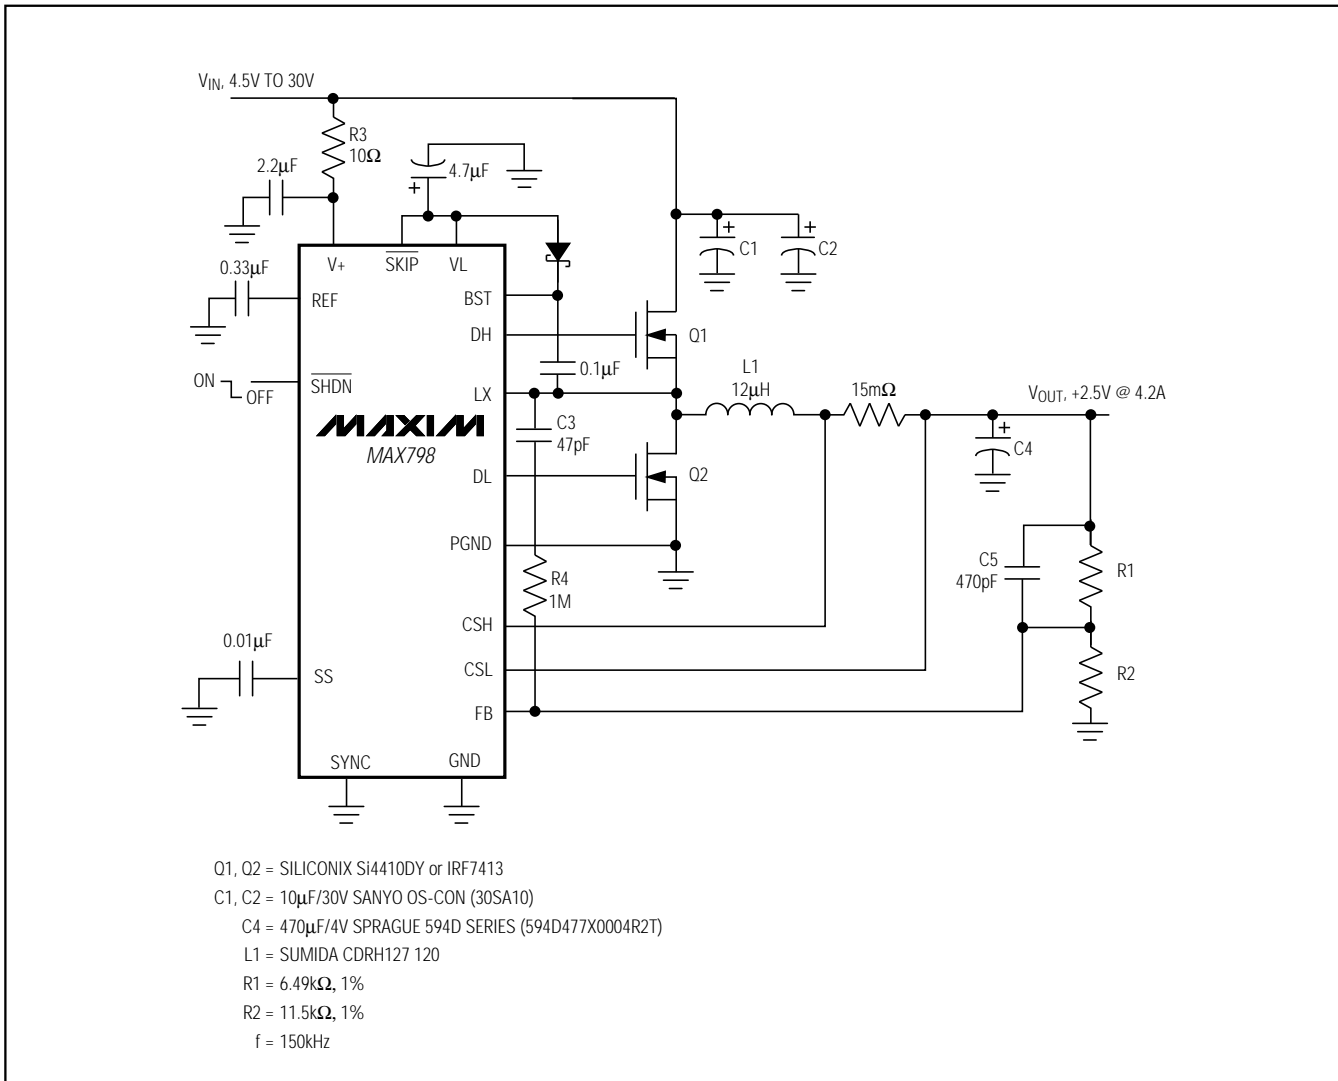 VIN, 4.5V TO 30V
R3
10Ω
2.2µF
+
4.7µF
+
C1
+
C2
V+
SKIP
VL
0.33µF
REF
BST
DH
Q1
0.1µF
ON
OFF
SHDN
LX
L1
12µH
15mΩ
VOUT, +2.5V @ 4.2A
MAXIM
MAX798
C3
47pF
+
C4
DL
Q2
PGND
C5
470pF
R1
R4
1M
CSH
0.01µF
SS
CSL
R2
FB
SYNC
GND
Q1, Q2 = SILICONIX Si4410DY or IRF7413
C1, C2 = 10µF/30V SANYO OS-CON (30SA10)
C4 = 470µF/4V SPRAGUE 594D SERIES (594D477X0004R2T)
L1 = SUMIDA CDRH127 120
R1 = 6.49kΩ, 1%
R2 = 11.5kΩ, 1%
f = 150kHz